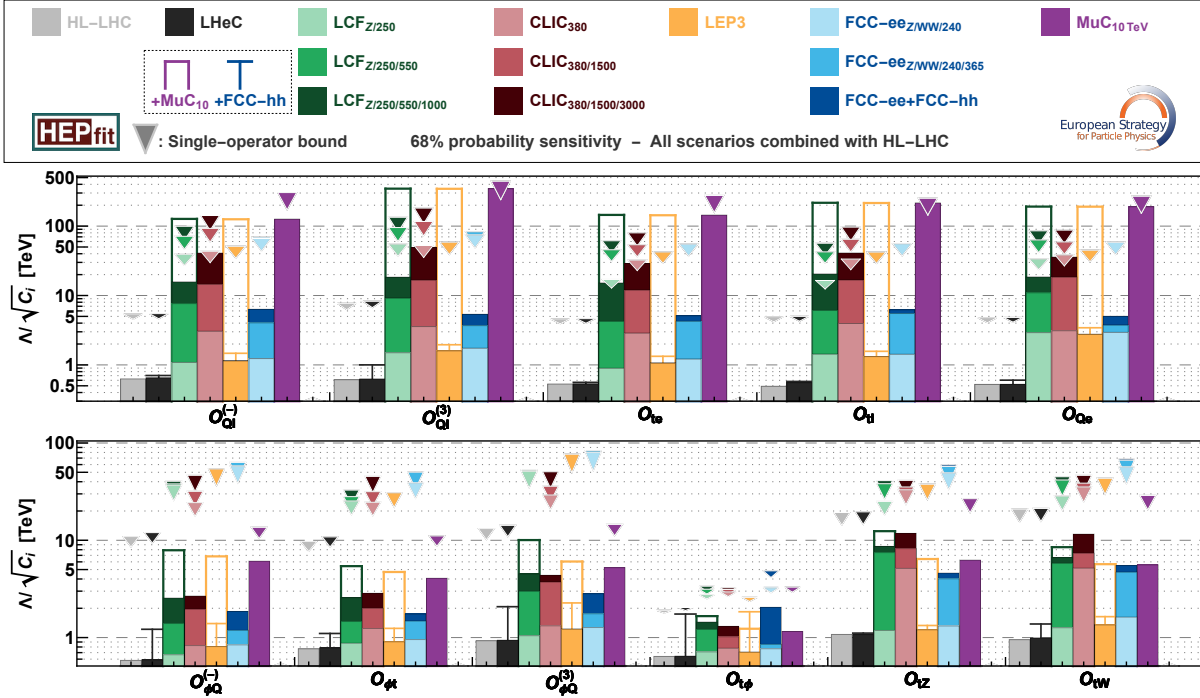 HL−LHC LHeC LCF_Z/250 CLIC_380 LEP3 FCC−ee_Z/WW/240 MuC_10 TeV
LCF_Z/250/550 CLIC_380/1500 FCC−ee_Z/WW/240/365
+MuC_10 +FCC−hh LCF_Z/250/550/1000 CLIC_380/1500/3000 FCC−ee+FCC−hh
HEPfit : Single−operator bound 68% probability sensitivity − All scenarios combined with HL−LHC
European Strategy
for Particle Physics
Λ/√C_i [TeV]
500
100
50
10
5
1
0.5
O_Ql^(-) O_Ql^(3) O_te O_tl O_Qe
Λ/√C_i [TeV]
100
50
10
5
1
O_ϕQ^(-) O_ϕt O_ϕQ^(3) O_tϕ O_tZ O_tW